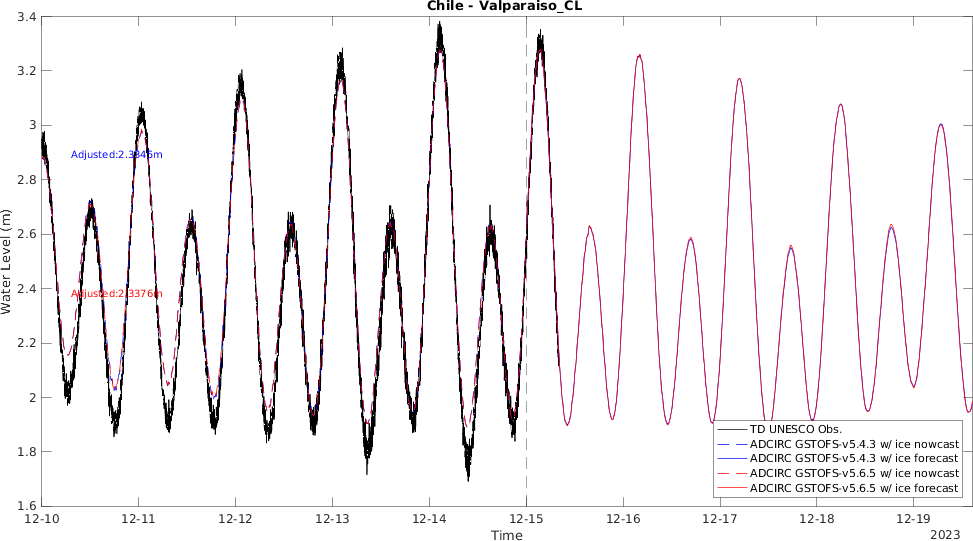 Chile - Valparaiso_CL
3.4
3.2
3
2.8
2.6
2.4
2.2
2
1.8
1.6
Water Level (m)
Adjusted:2.3846m
Adjusted:2.3376m
TD UNESCO Obs.
ADCIRC GSTOFS-v5.4.3 w/ ice nowcast
ADCIRC GSTOFS-v5.4.3 w/ ice forecast
ADCIRC GSTOFS-v5.6.5 w/ ice nowcast
ADCIRC GSTOFS-v5.6.5 w/ ice forecast
12-10 12-11 12-12 12-13 12-14 12-15 12-16 12-17 12-18 12-19
Time
2023